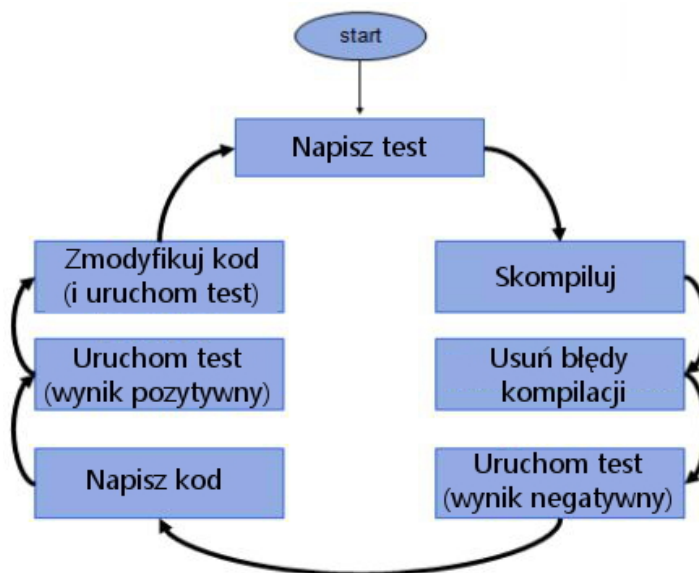 start
Napisz test
Skompiluj
Usuń błędy
kompilacji
Uruchom test
(wynik negatywny)
Napisz kod
Uruchom test
(wynik pozytywny)
Zmodyfikuj kod
(i uruchom test)